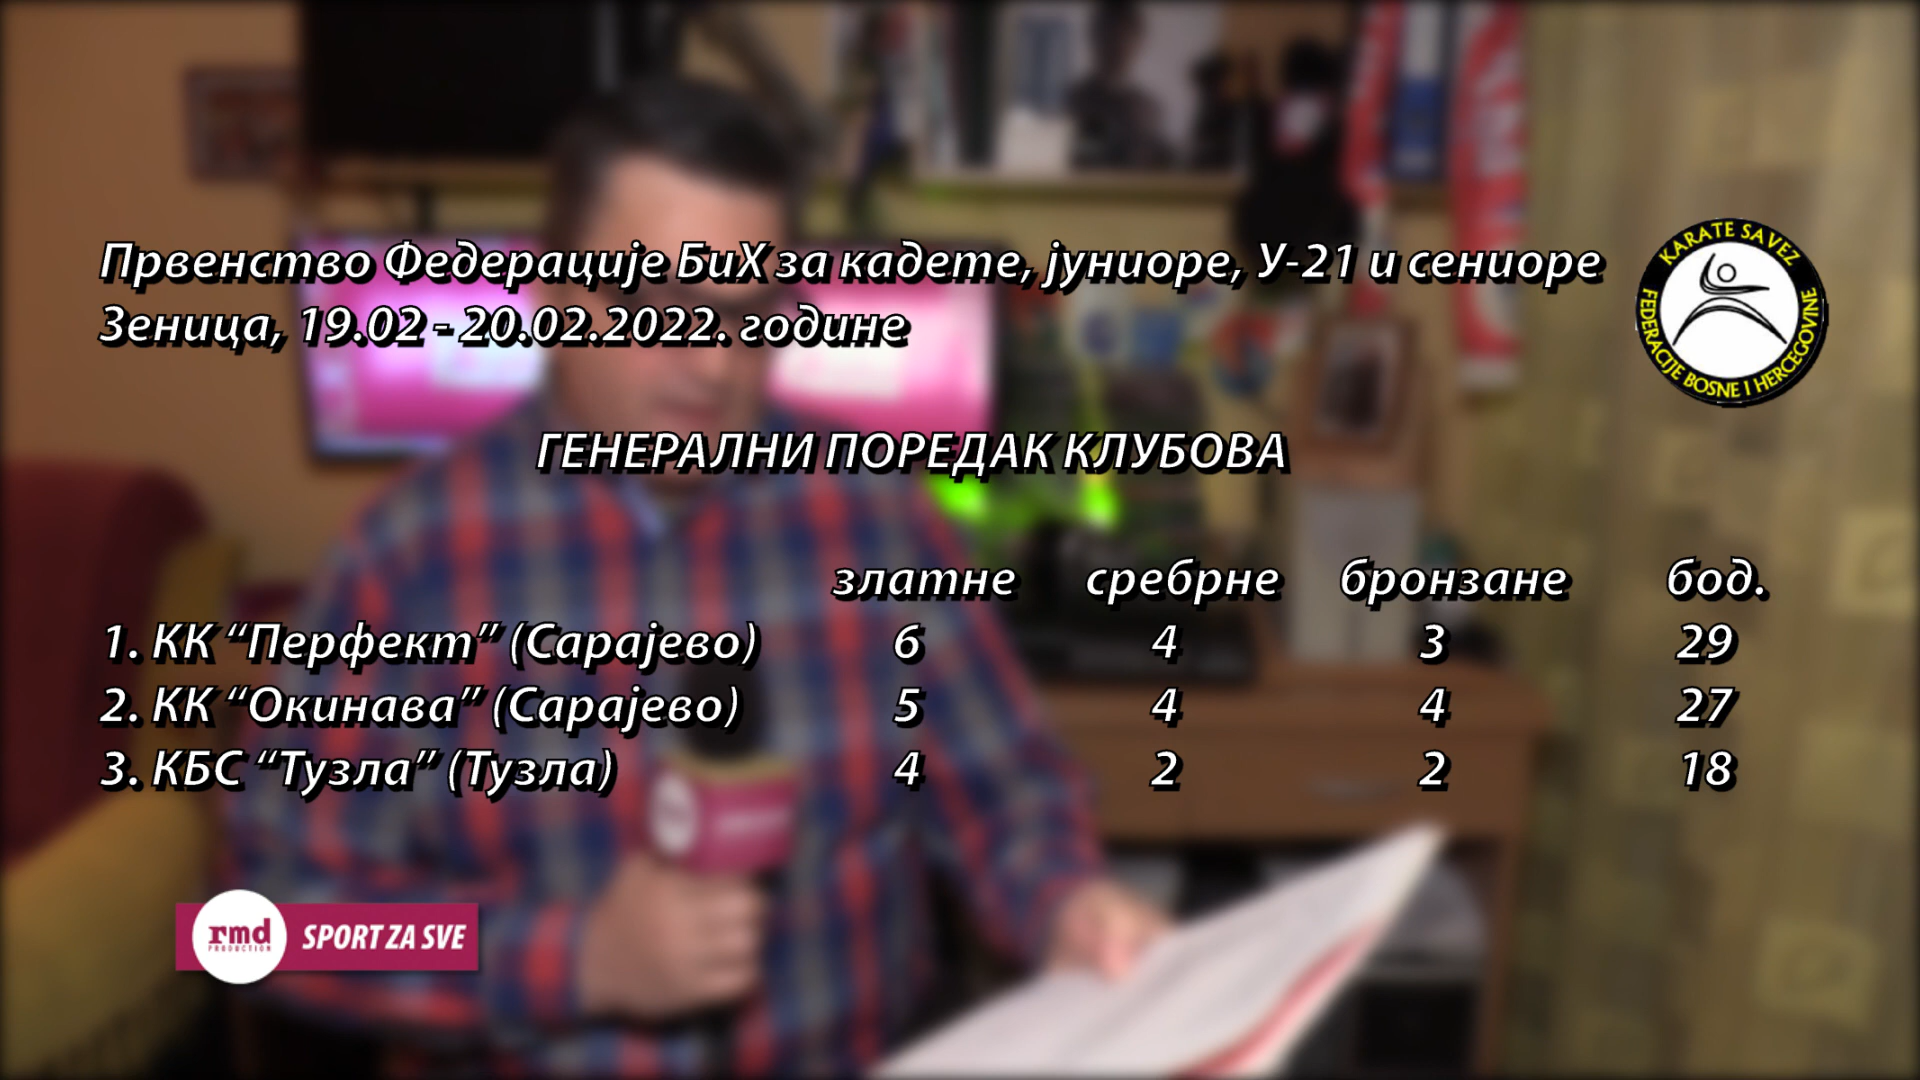 Првенство Федерације БиХ за кадете, јуниоре, У-21 и сениоре
Зеница, 19.02 - 20.02.2022. године
KARATE SAVEZ
FEDERACIJE BOSNE I HERCEGOVINE
ГЕНЕРАЛНИ ПОРЕДАК КЛУБОВА
златне сребрне бронзане бод.
1. КК “Перфект” (Сарајево) 6 4 3 29
2. КК “Окинава” (Сарајево) 5 4 4 27
3. КБС “Тузла” (Тузла) 4 2 2 18
rmd
PRODUCTION
SPORT ZA SVE